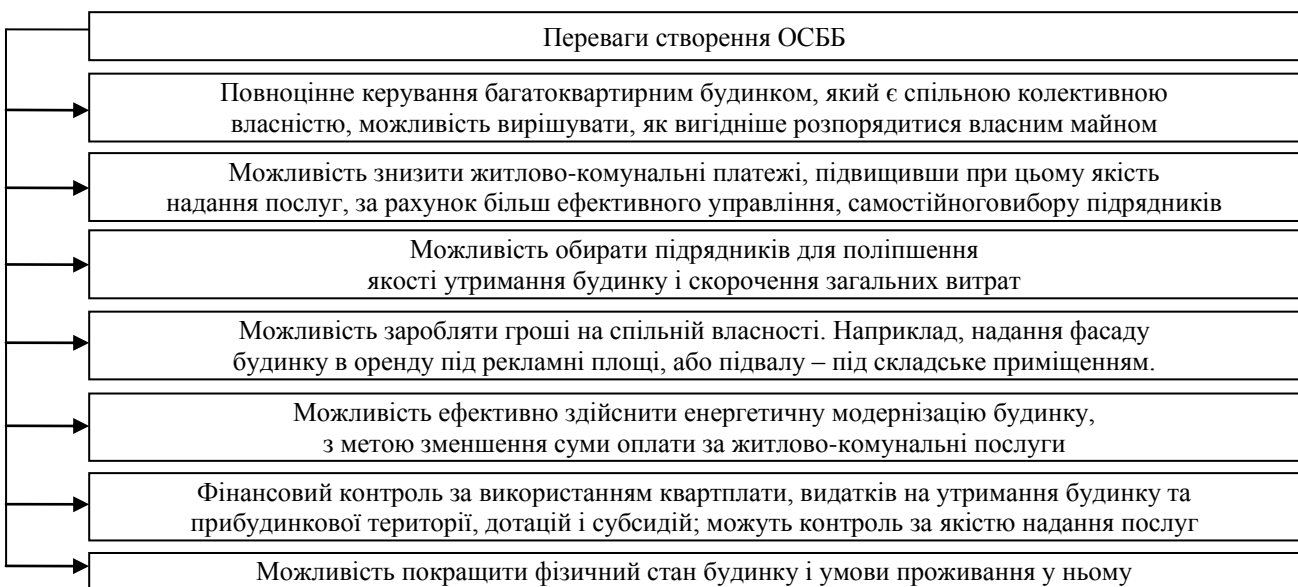 Переваги створення ОСББ
Повноцінне керування багатоквартирним будинком, який є спільною колективною
власністю, можливість вирішувати, як вигідніше розпорядитися власним майном
Можливість знизити житлово-комунальні платежі, підвищивши при цьому якість
надання послуг, за рахунок більш ефективного управління, самостійноговибору підрядників
Можливість обирати підрядників для поліпшення
якості утримання будинку і скорочення загальних витрат
Можливість заробляти гроші на спільній власності. Наприклад, надання фасаду
будинку в оренду під рекламні площі, або підвалу – під складське приміщенням.
Можливість ефективно здійснити енергетичну модернізацію будинку,
з метою зменшення суми оплати за житлово-комунальні послуги
Фінансовий контроль за використанням квартплати, видатків на утримання будинку та
прибудинкової території, дотацій і субсидій; можуть контроль за якістю надання послуг
Можливість покращити фізичний стан будинку і умови проживання у ньому